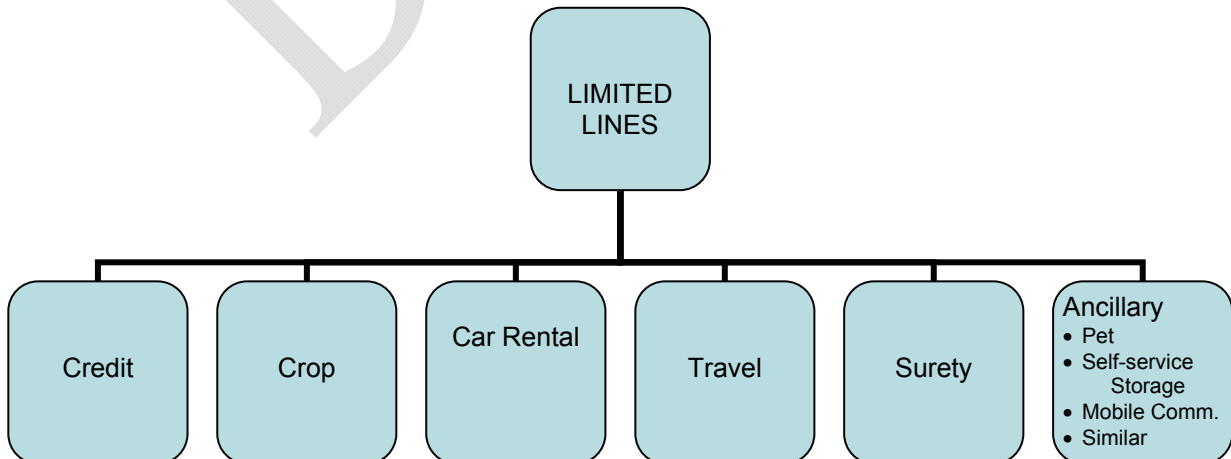 LIMITED
LINES
Credit
Crop
Car Rental
Travel
Surety
Ancillary
• Pet
• Self-service
Storage
• Mobile Comm.
• Similar